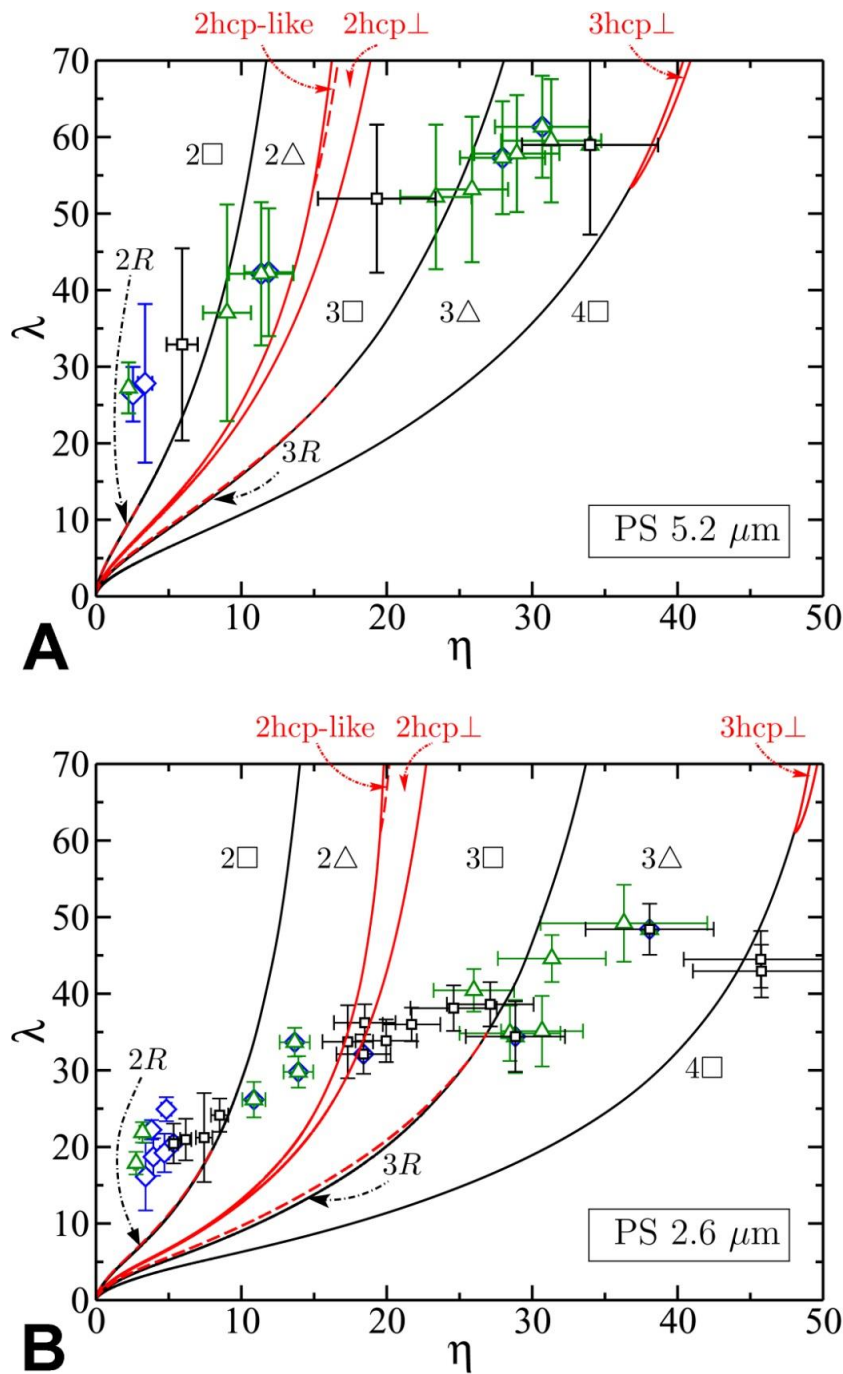 2hcp-like 2hcp⊥ 3hcp⊥
70
60
50
40
30
20
10
0
λ
2□ 2△
2R
3□ 3△ 4□
3R
PS 5.2 μm
0 10 20 30 40 50
A η
2hcp-like 2hcp⊥ 3hcp⊥
70
60
50
40
30
20
10
0
λ
2□ 2△ 3□ 3△
2R
4□
3R
PS 2.6 μm
0 10 20 30 40 50
B η